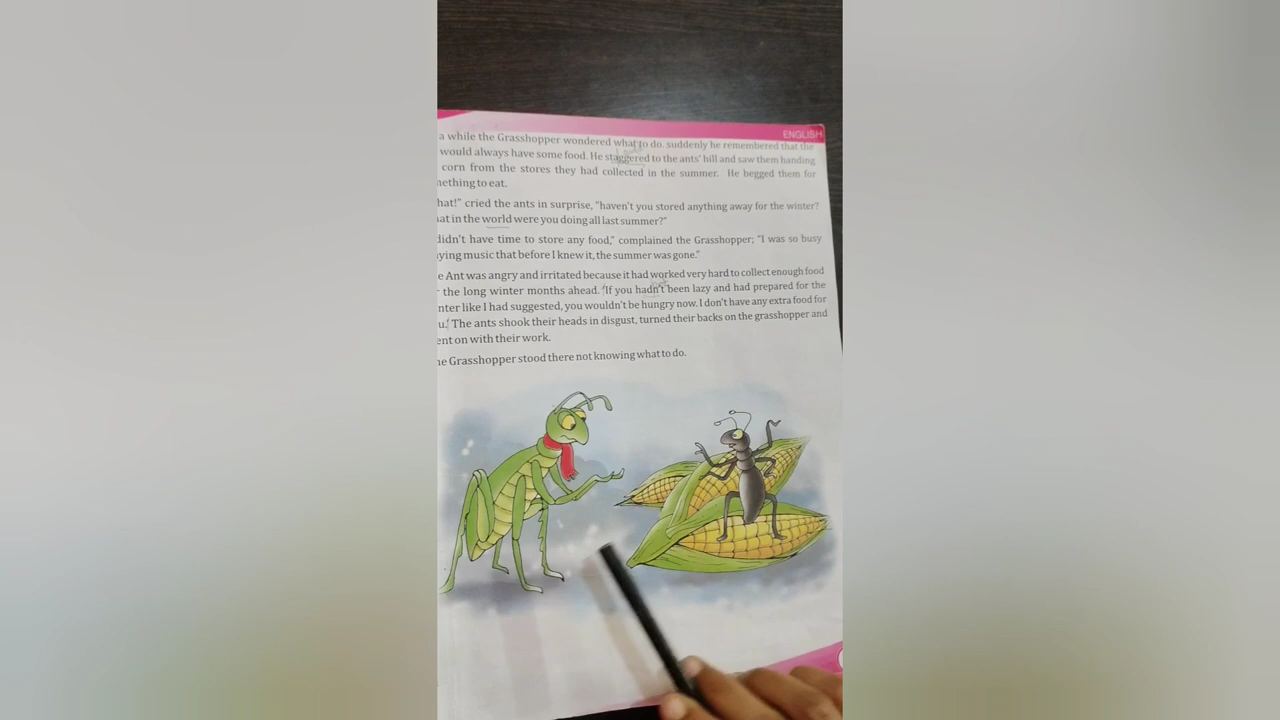 ENGLISH
a while the Grasshopper wondered what to do. suddenly he remembered that the
would always have some food. He staggered to the ants' hill and saw them handing
corn from the stores they had collected in the summer. He begged them for
nething to eat.
hat!" cried the ants in surprise, "haven't you stored anything away for the winter?
at in the world were you doing all last summer?"
didn't have time to store any food," complained the Grasshopper; "I was so busy
ying music that before I knew it, the summer was gone."
e Ant was angry and irritated because it had worked very hard to collect enough food
the long winter months ahead. 'If you hadn't been lazy and had prepared for the
nter like I had suggested, you wouldn't be hungry now. I don't have any extra food for
u.' The ants shook their heads in disgust, turned their backs on the grasshopper and
ent on with their work.
he Grasshopper stood there not knowing what to do.